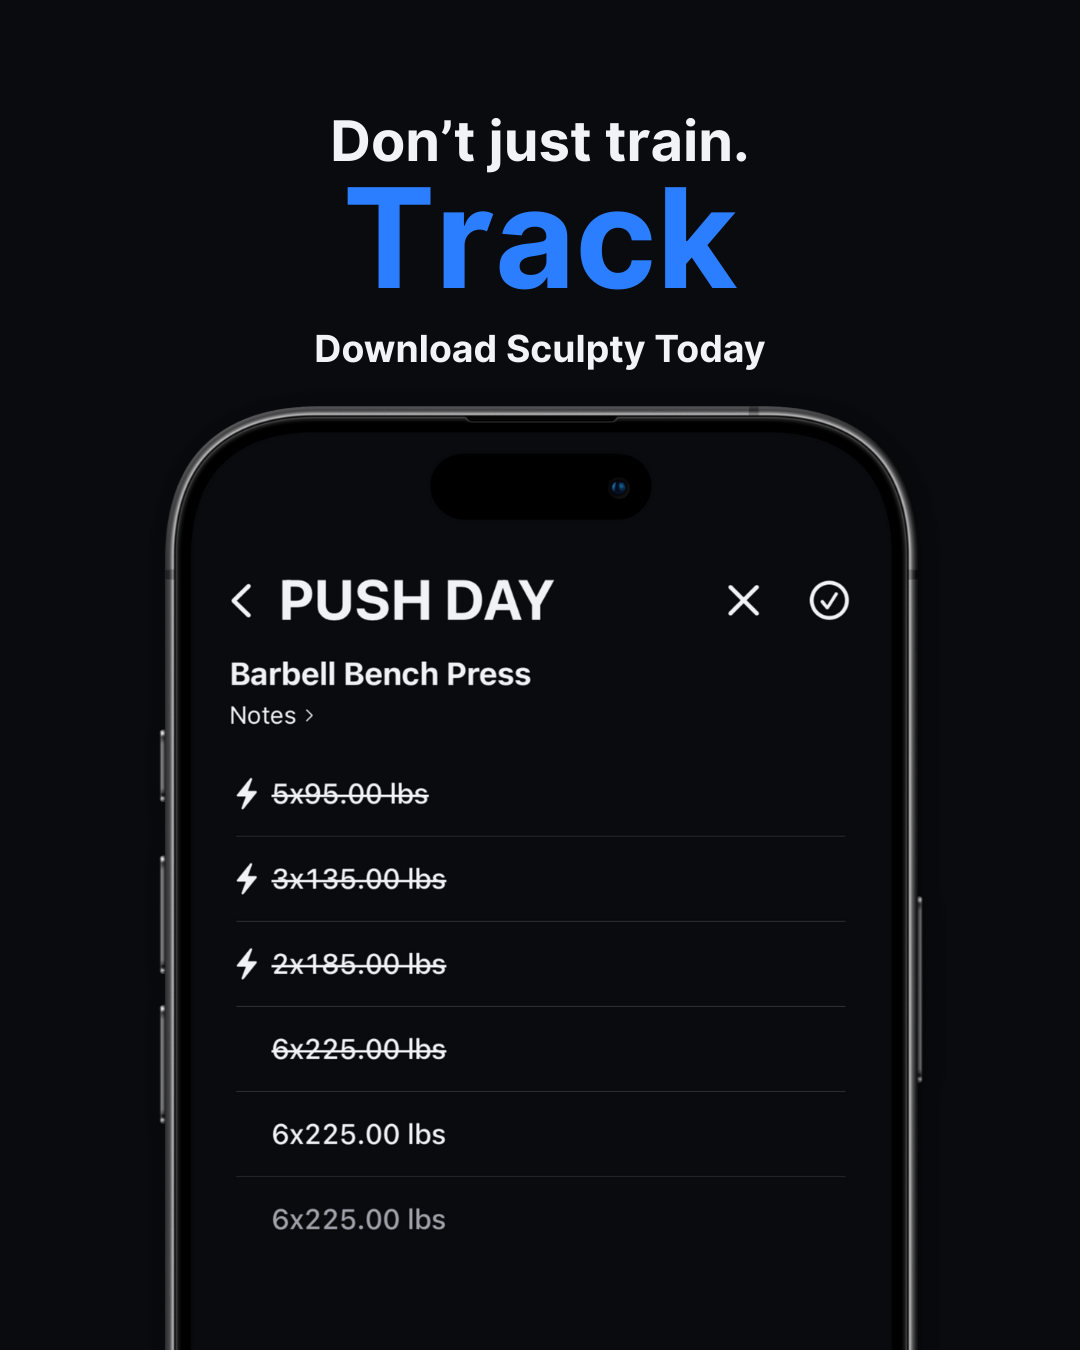 Don’t just train.
Track
Download Sculpty Today
PUSH DAY
Barbell Bench Press
Notes >
5x95.00 lbs
3x135.00 lbs
2x185.00 lbs
6x225.00 lbs
6x225.00 lbs
6x225.00 lbs